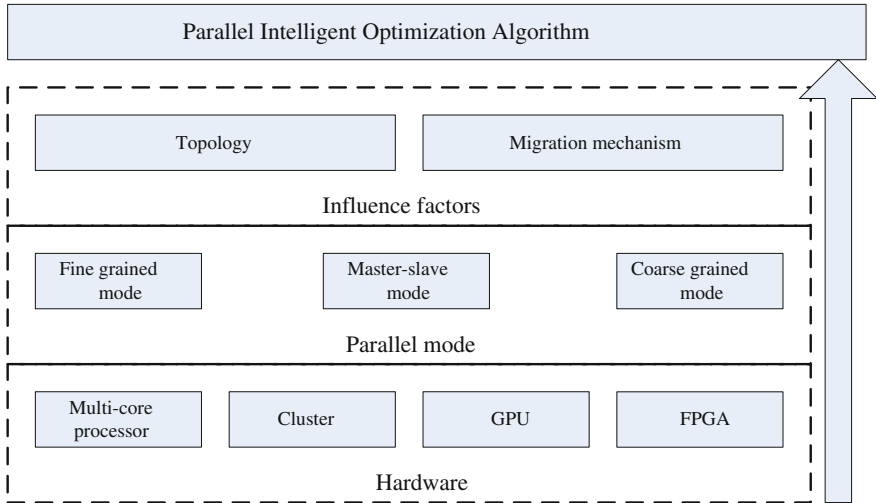 Parallel Intelligent Optimization Algorithm
Topology
Migration mechanism
Influence factors
Fine grained
mode
Master-slave
mode
Coarse grained
mode
Parallel mode
Multi-core
processor
Cluster
GPU
FPGA
Hardware